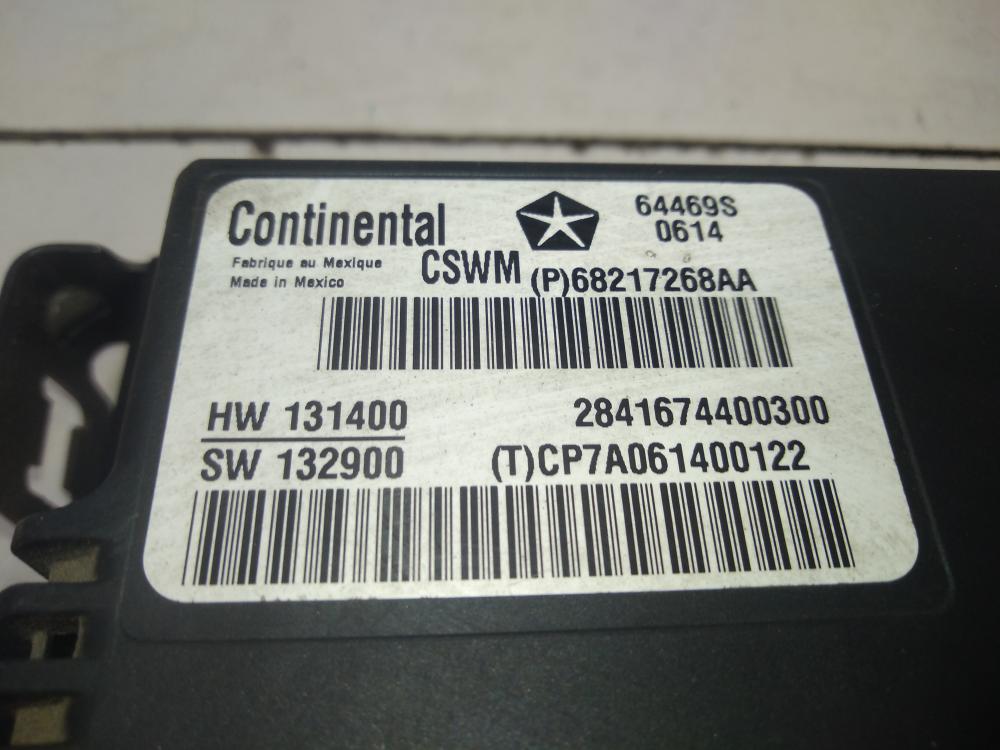 Continental
64469S
0614
Fabrique au Mexique
Made in Mexico
CSWM (P)68217268AA
HW 131400
2841674400300
SW 132900
(T)CP7A061400122